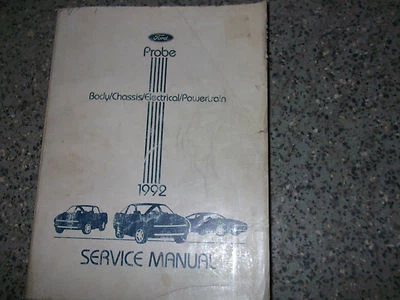 Ford
Probe
Body/Chassis/Electrical/Powertrain
1992
SERVICE MANUAL